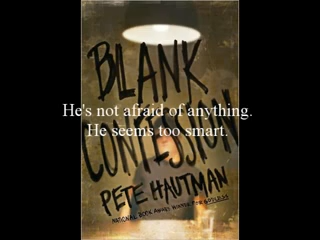 BLANK
He's not afraid of anything.
He seems too smart.
CONFESSION
PETE HAUTMAN
NATIONAL BOOK AWARD WINNER FOR GODLESS